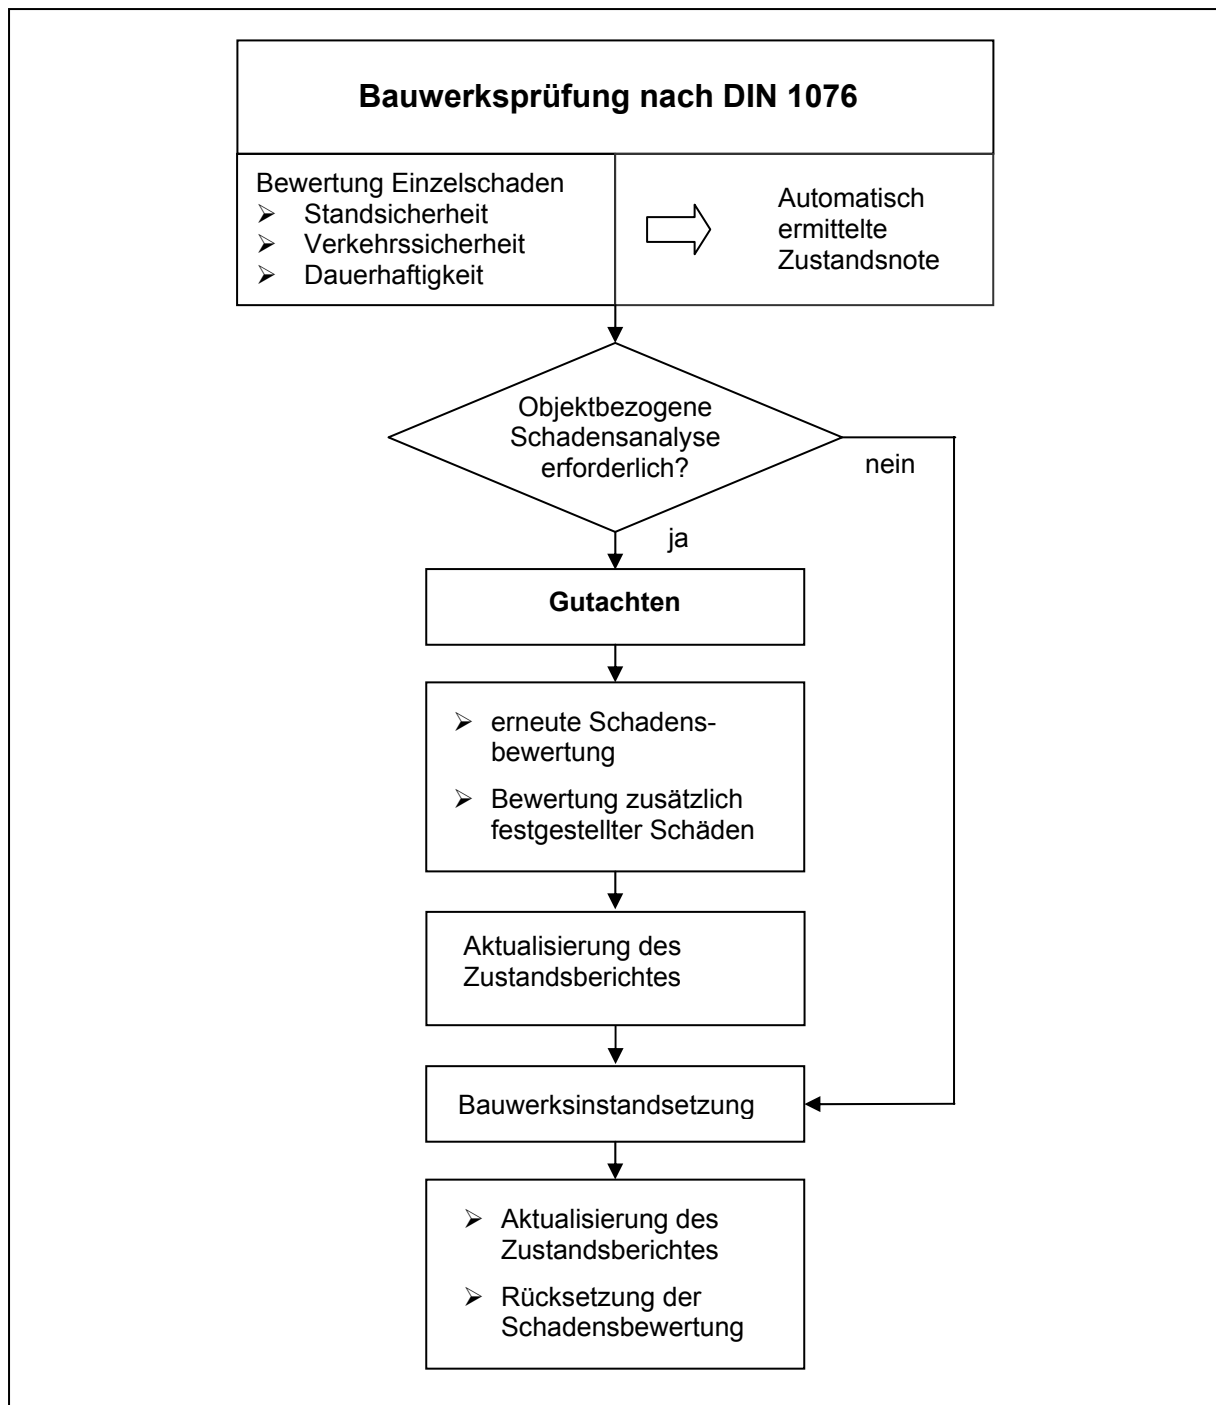 Bauwerksprüfung nach DIN 1076
Bewertung Einzelschaden
➢ Standsicherheit
➢ Verkehrssicherheit
➢ Dauerhaftigkeit
Automatisch
ermittelte
Zustandsnote
Objektbezogene
Schadensanalyse
erforderlich?
nein
ja
Gutachten
➢ erneute Schadens-
bewertung
➢ Bewertung zusätzlich
festgestellter Schäden
Aktualisierung des
Zustandsberichtes
Bauwerksinstandsetzung
➢ Aktualisierung des
Zustandsberichtes
➢ Rücksetzung der
Schadensbewertung